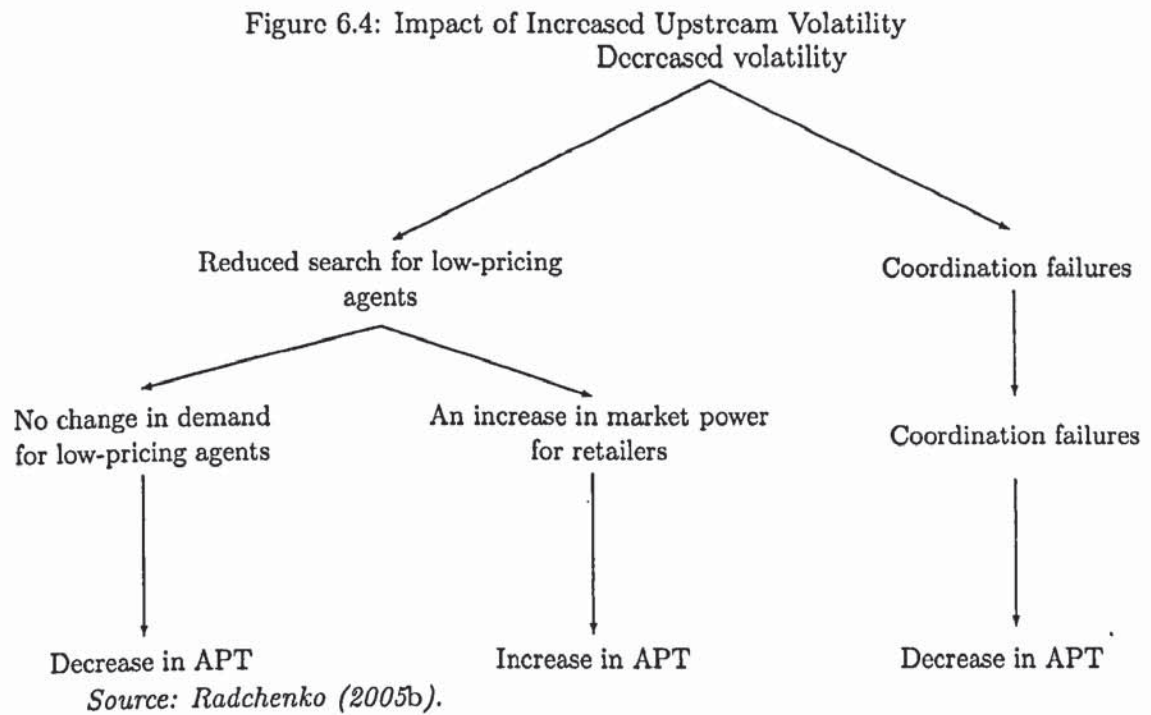 Figure 6.4: Impact of Increased Upstream Volatility
Decreased volatility
Reduced search for low-pricing
agents
Coordination failures
No change in demand
for low-pricing agents
An increase in market power
for retailers
Coordination failures
Decrease in APT
Increase in APT
Decrease in APT
Source: Radchenko (2005b).